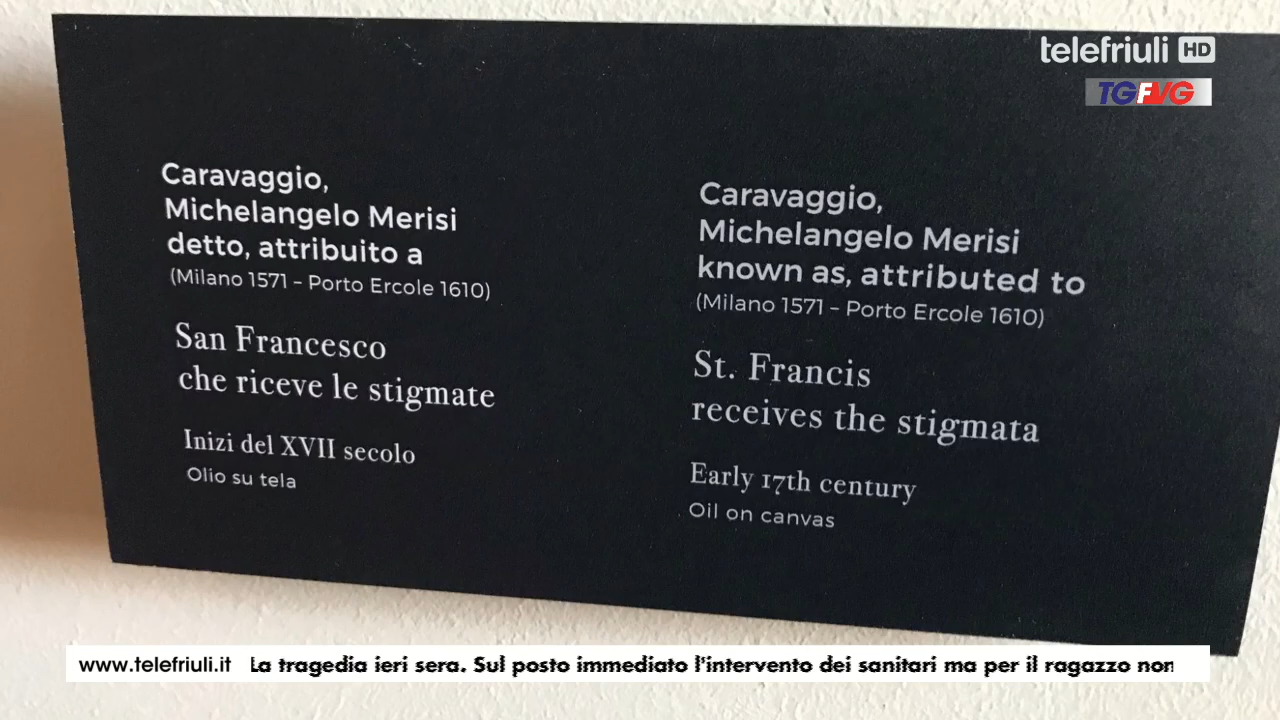 telefriuli HD
TGFVG
Caravaggio,
Michelangelo Merisi
detto, attribuito a
(Milano 1571 – Porto Ercole 1610)
San Francesco
che riceve le stigmate
Inizi del XVII secolo
Olio su tela
Caravaggio,
Michelangelo Merisi
known as, attributed to
(Milano 1571 – Porto Ercole 1610)
St. Francis
receives the stigmata
Early 17th century
Oil on canvas
www.telefriuli.it La tragedia ieri sera. Sul posto immediato l'intervento dei sanitari ma per il ragazzo non